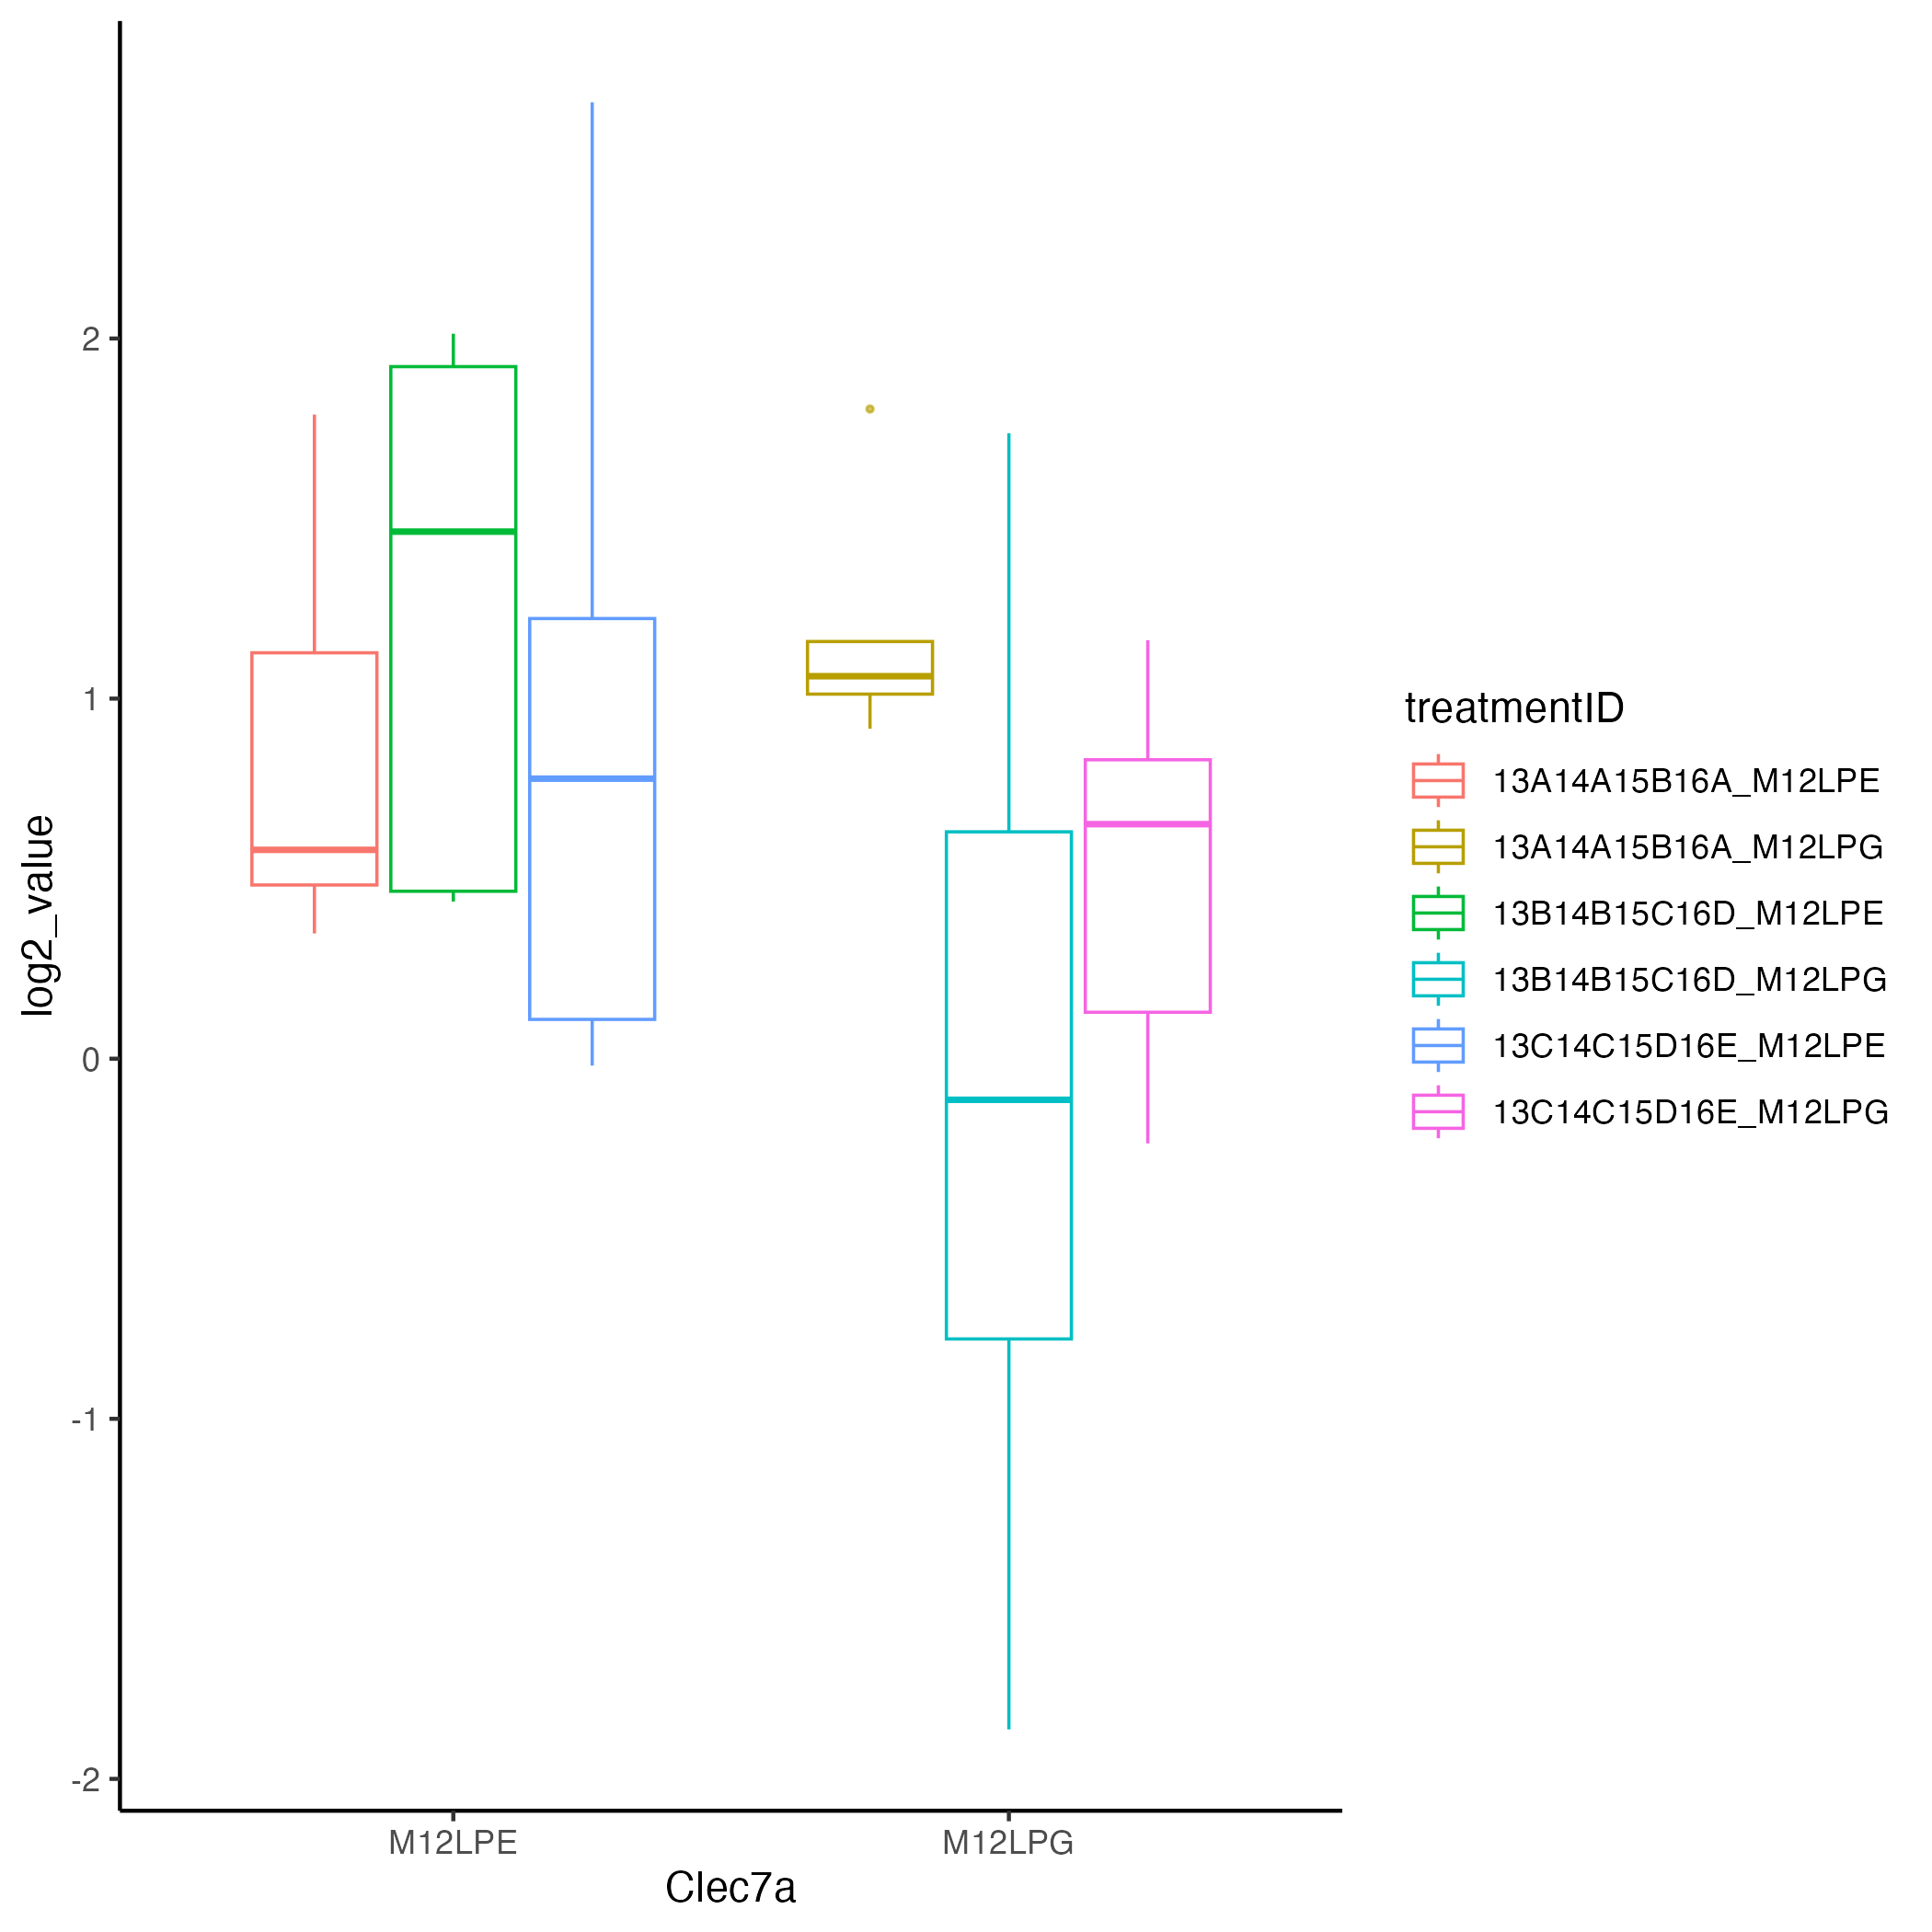 log2_value
2
1
0
-1
-2
M12LPE
M12LPG
Clec7a
treatmentID
13A14A15B16A_M12LPE
13A14A15B16A_M12LPG
13B14B15C16D_M12LPE
13B14B15C16D_M12LPG
13C14C15D16E_M12LPE
13C14C15D16E_M12LPG